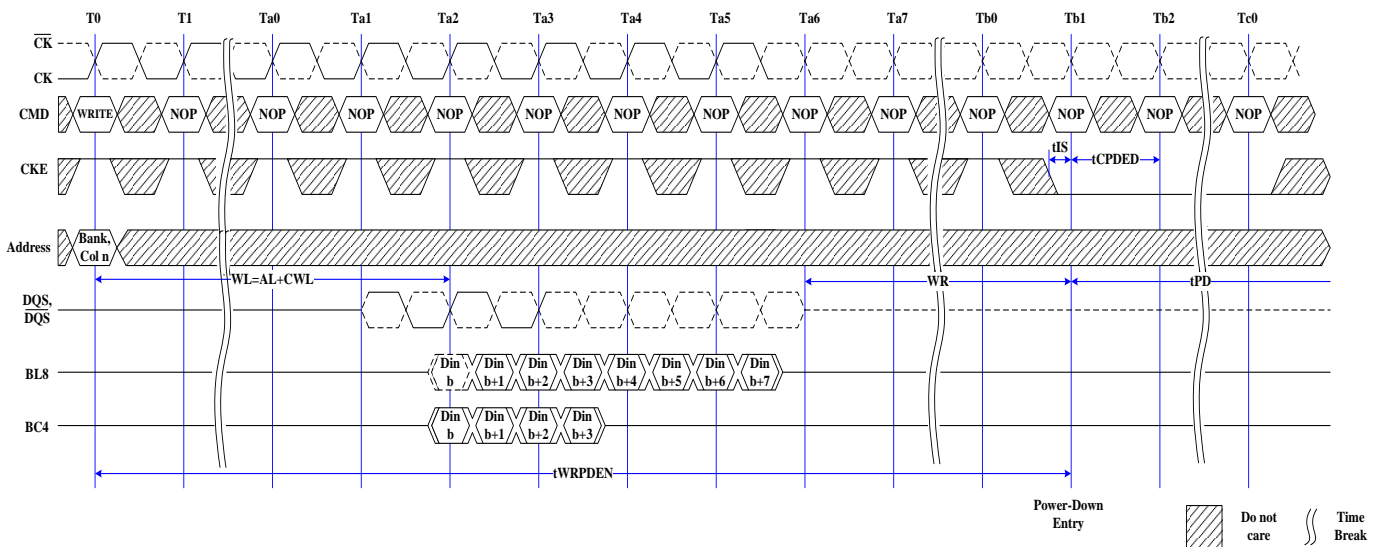 T0 T1 Ta0 Ta1 Ta2 Ta3 Ta4 Ta5 Ta6 Ta7 Tb0 Tb1 Tb2 Tc0
CK
CK
CMD WRITE NOP NOP NOP NOP NOP NOP NOP NOP NOP NOP NOP NOP NOP
tIS tCPDED
CKE
Address Bank,
Col n
WL=AL+CWL WR tPD
DQS,
DQS
BL8 Din b Din b+1 Din b+2 Din b+3 Din b+4 Din b+5 Din b+6 Din b+7
BC4 Din b Din b+1 Din b+2 Din b+3
tWRPDEN
Power-Down
Entry
Do not
care
Time
Break